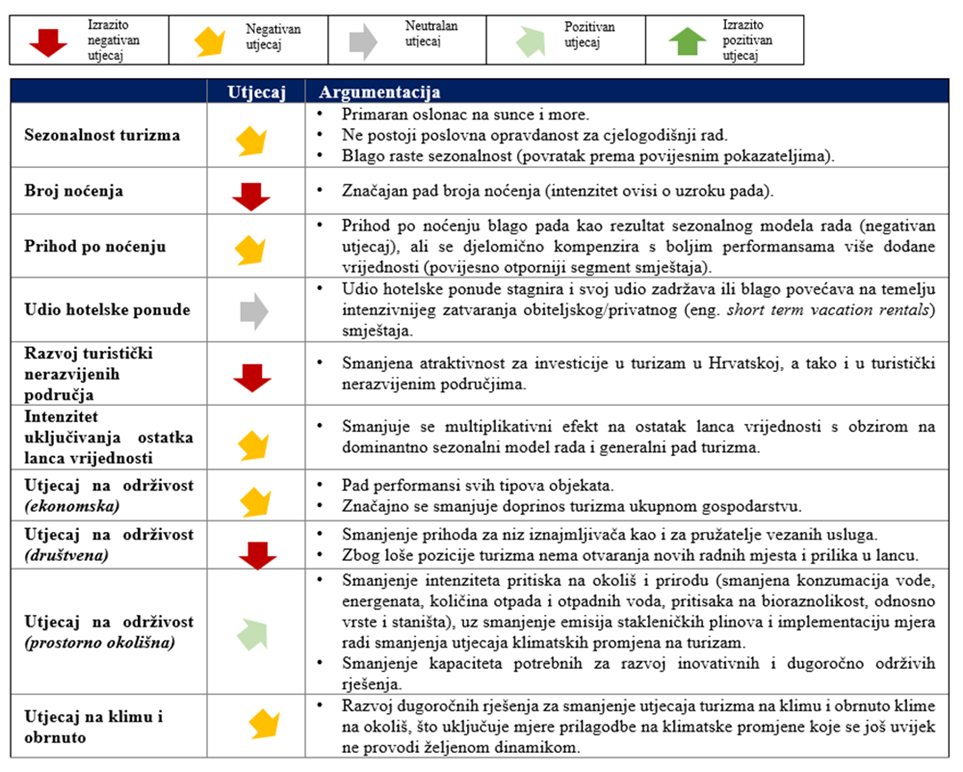 Izrazito
negativan
utjecaj
Negativan
utjecaj
Neutralan
utjecaj
Pozitivan
utjecaj
Izrazito
pozitivan
utjecaj
Utjecaj Argumentacija
Sezonalnost turizma
• Primaran oslonac na sunce i more.
• Ne postoji poslovna opravdanost za cjelogodišnji rad.
• Blago raste sezonalnost (povratak prema povijesnim pokazateljima).
Broj noćenja
• Značajan pad broja noćenja (intenzitet ovisi o uzroku pada).
Prihod po noćenju
• Prihod po noćenju blago pada kao rezultat sezonalnog modela rada (negativan
utjecaj), ali se djelomično kompenzira s boljim performansama više dodane
vrijednosti (povijesno otporniji segment smještaja).
Udio hotelske ponude
• Udio hotelske ponude stagnira i svoj udio zadržava ili blago povećava na temelju
intenzivnijeg zatvaranja obiteljskog/privatnog (eng. short term vacation rentals)
smještaja.
Razvoj turistički
nerazvijenih
područja
• Smanjena atraktivnost za investicije u turizam u Hrvatskoj, a tako i u turistički
nerazvijenim područjima.
Intenzitet
uključivanja ostatka
lanca vrijednosti
• Smanjuje se multiplikativni efekt na ostatak lanca vrijednosti s obzirom na
dominantno sezonalni model rada i generalni pad turizma.
Utjecaj na održivost
(ekonomska)
• Pad performansi svih tipova objekata.
• Značajno se smanjuje doprinos turizma ukupnom gospodarstvu.
Utjecaj na održivost
(društvena)
• Smanjenje prihoda za niz iznajmljivača kao i za pružatelje vezanih usluga.
• Zbog loše pozicije turizma nema otvaranja novih radnih mjesta i prilika u lancu.
Utjecaj na održivost
(prostorno okolišna)
• Smanjenje intenziteta pritiska na okoliš i prirodu (smanjena konzumacija vode,
energenata, količina otpada i otpadnih voda, pritisaka na bioraznolikost, odnosno
vrste i staništa), uz smanjenje emisija stakleničkih plinova i implementaciju mjera
radi smanjenja utjecaja klimatskih promjena na turizam.
• Smanjenje kapaciteta potrebnih za razvoj inovativnih i dugoročno održivih
rješenja.
Utjecaj na klimu i
obrnuto
• Razvoj dugoročnih rješenja za smanjenje utjecaja turizma na klimu i obrnuto klime
na okoliš, što uključuje mjere prilagodbe na klimatske promjene koje se još uvijek
ne provodi željenom dinamikom.